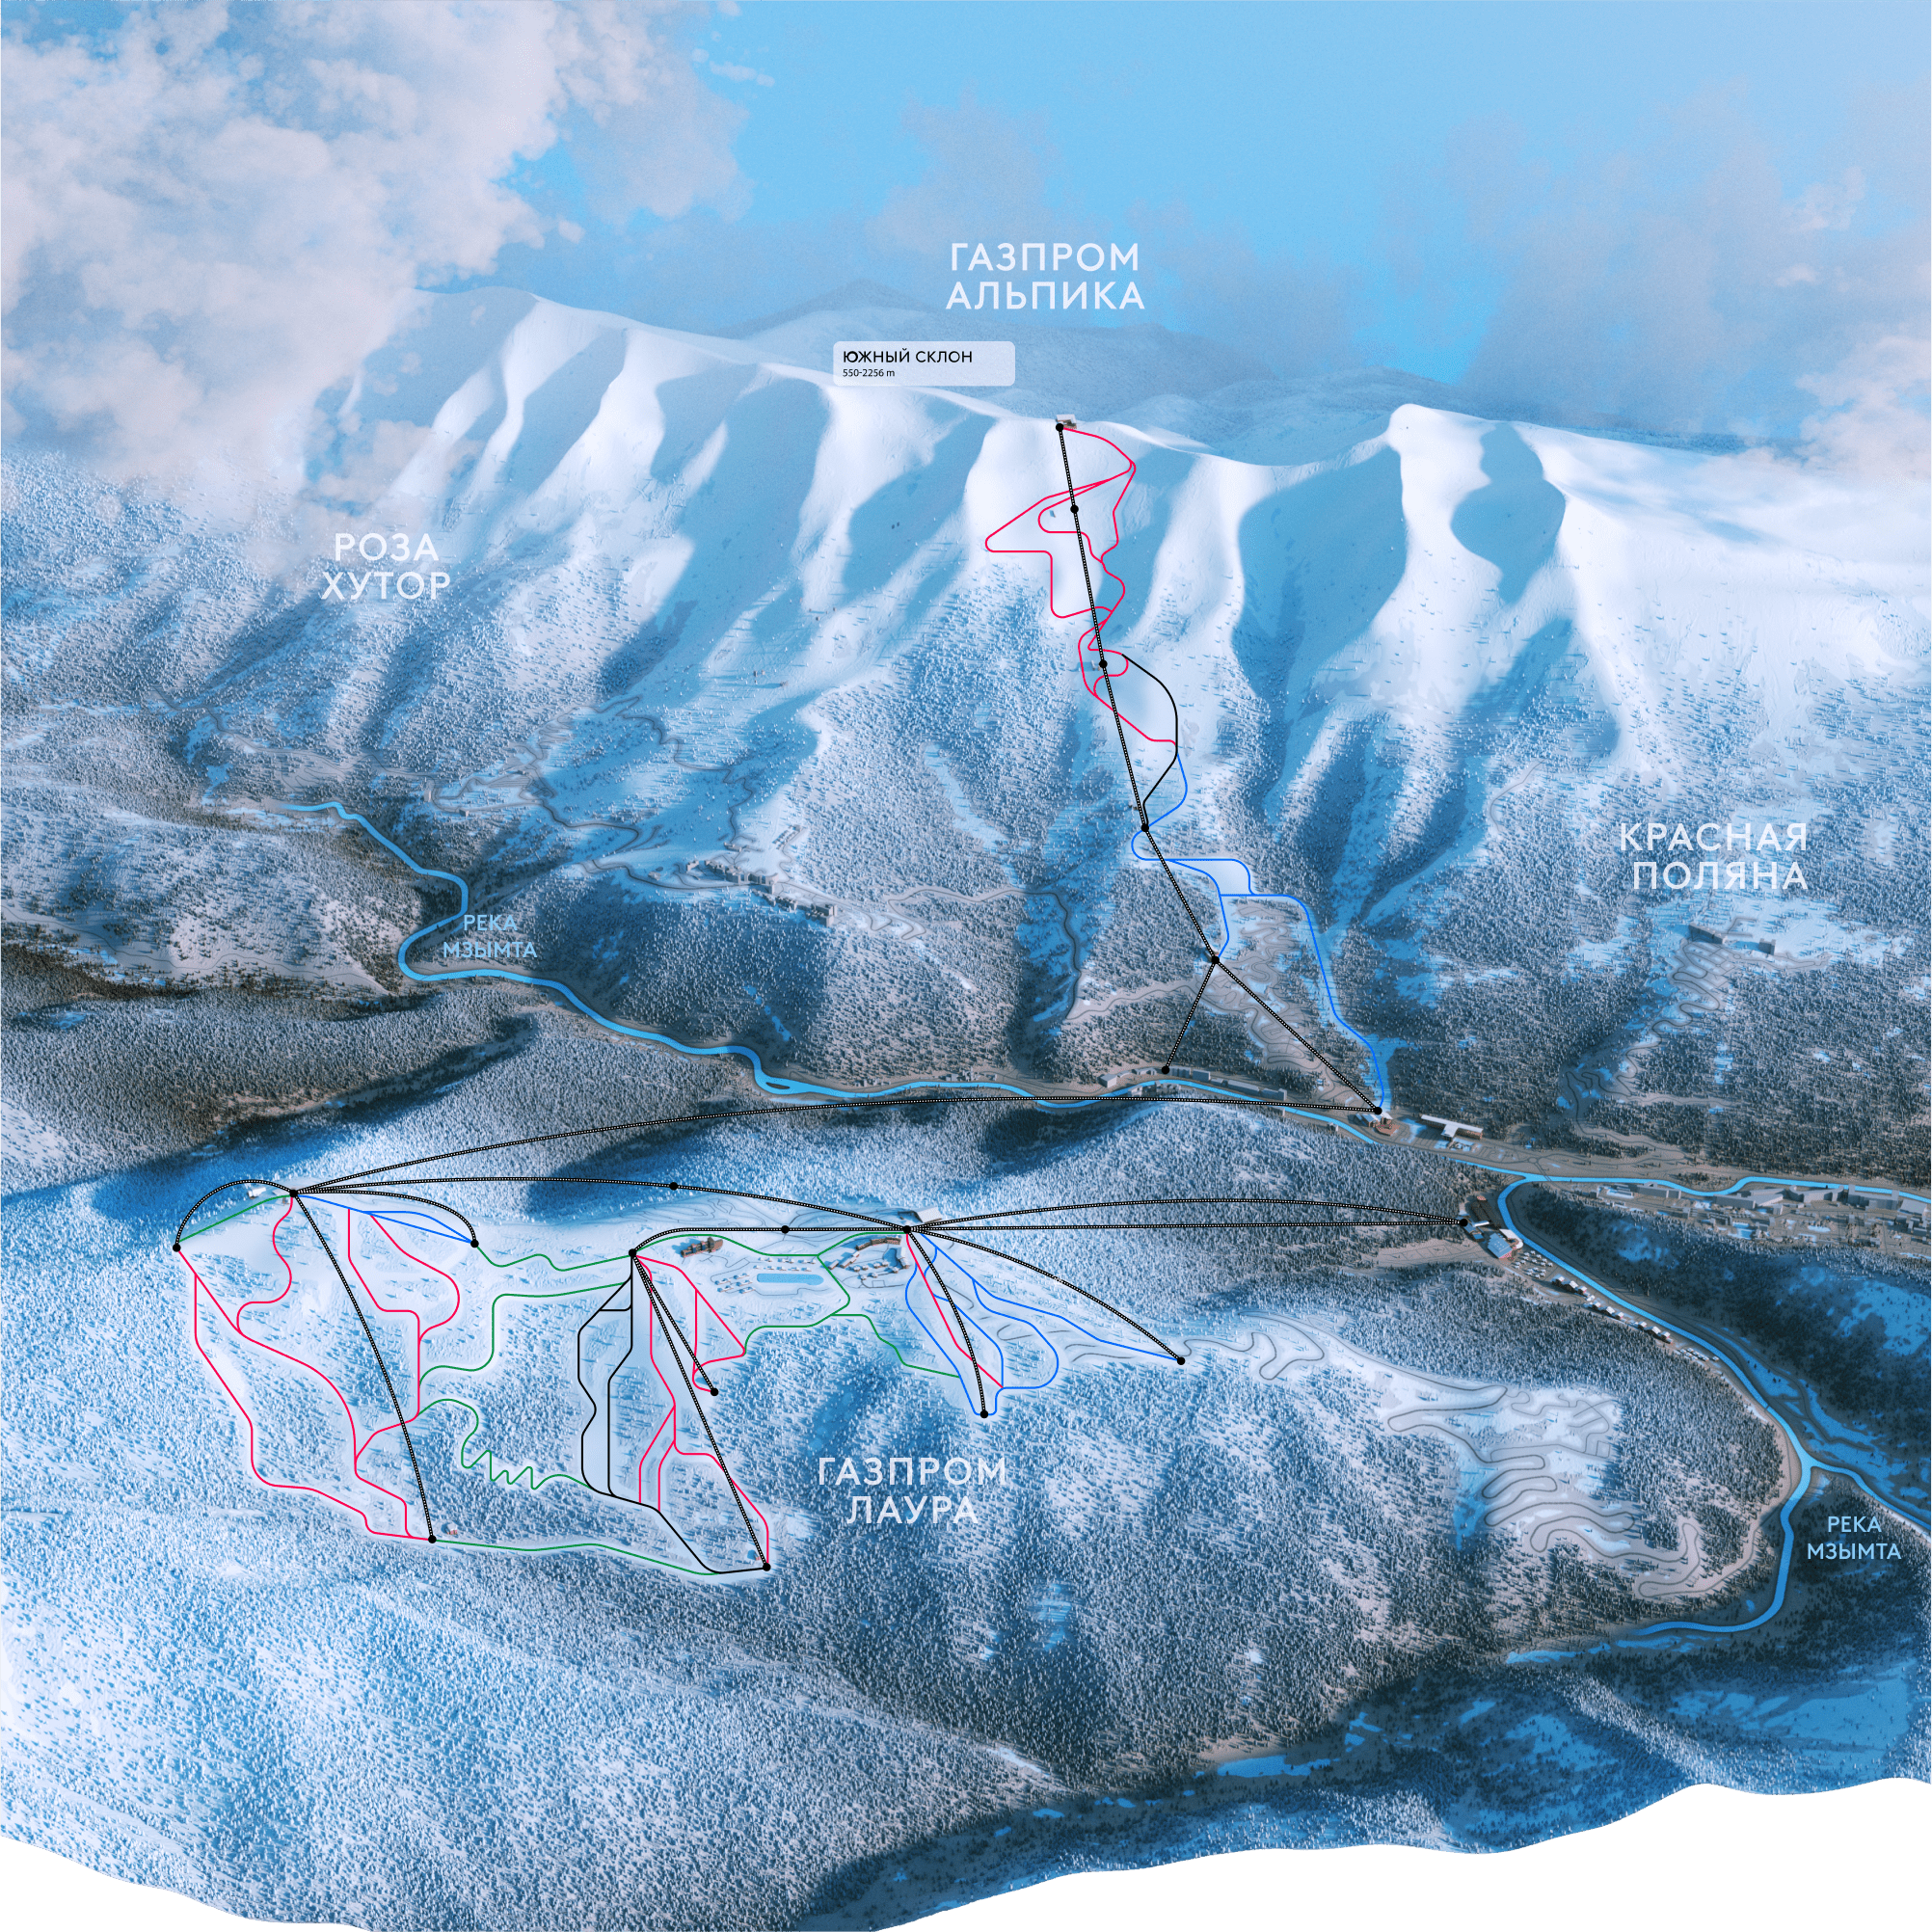 ГАЗПРОМ
АЛЬПИКА
ЮЖНЫЙ СКЛОН
550-2256 m
РОЗА
ХУТОР
КРАСНАЯ
ПОЛЯНА
РЕКА
МЗЫМТА
ГАЗПРОМ
ЛАУРА
РЕКА
МЗЫМТА